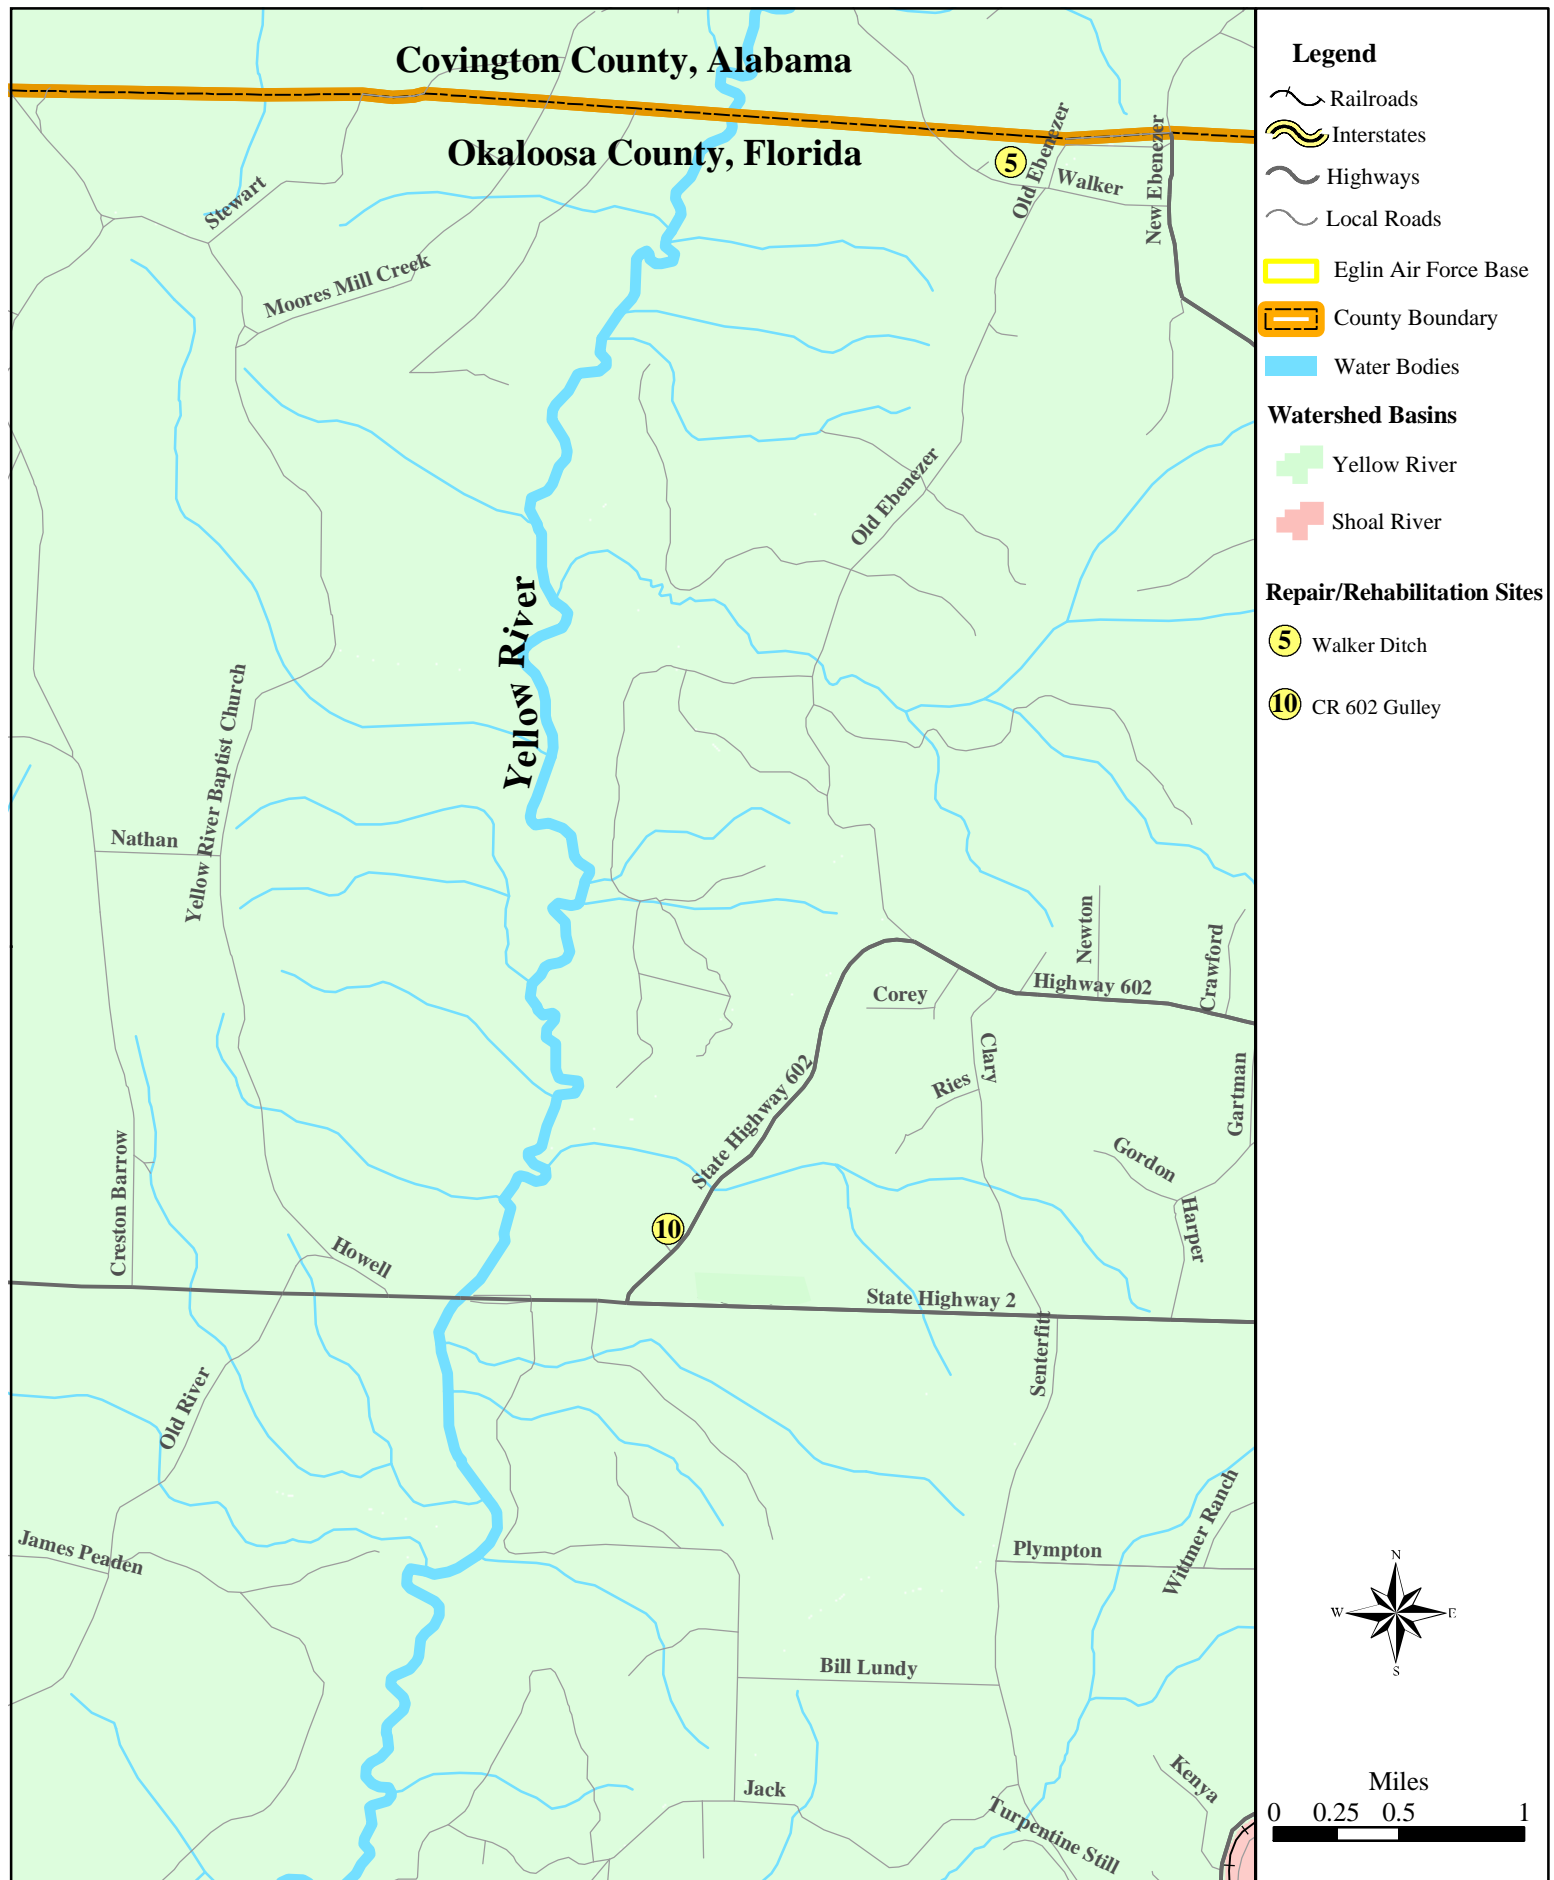 Covington County, Alabama
Okaloosa County, Florida
5
Old Ebenezer
Walker
New Ebenezer
Stewart
Moores Mill Creek
Old Ebenezer
Yellow River
Yellow River Baptist Church
Nathan
Newton
Crawford
Highway 602
Corey
Clary
Ries
State Highway 602
Gartman
Gordon
Harper
Creston Barrow
10
Howell
State Highway 2
Senterfitt
Old River
James Peaden
Plympton
Wittmer Ranch
Bill Lundy
Jack
Kenya
Turpentine Still
Legend
Railroads
Interstates
Highways
Local Roads
Eglin Air Force Base
County Boundary
Water Bodies
Watershed Basins
Yellow River
Shoal River
Repair/Rehabilitation Sites
5 Walker Ditch
10 CR 602 Gulley
N
W E
S
Miles
0 0.25 0.5 1